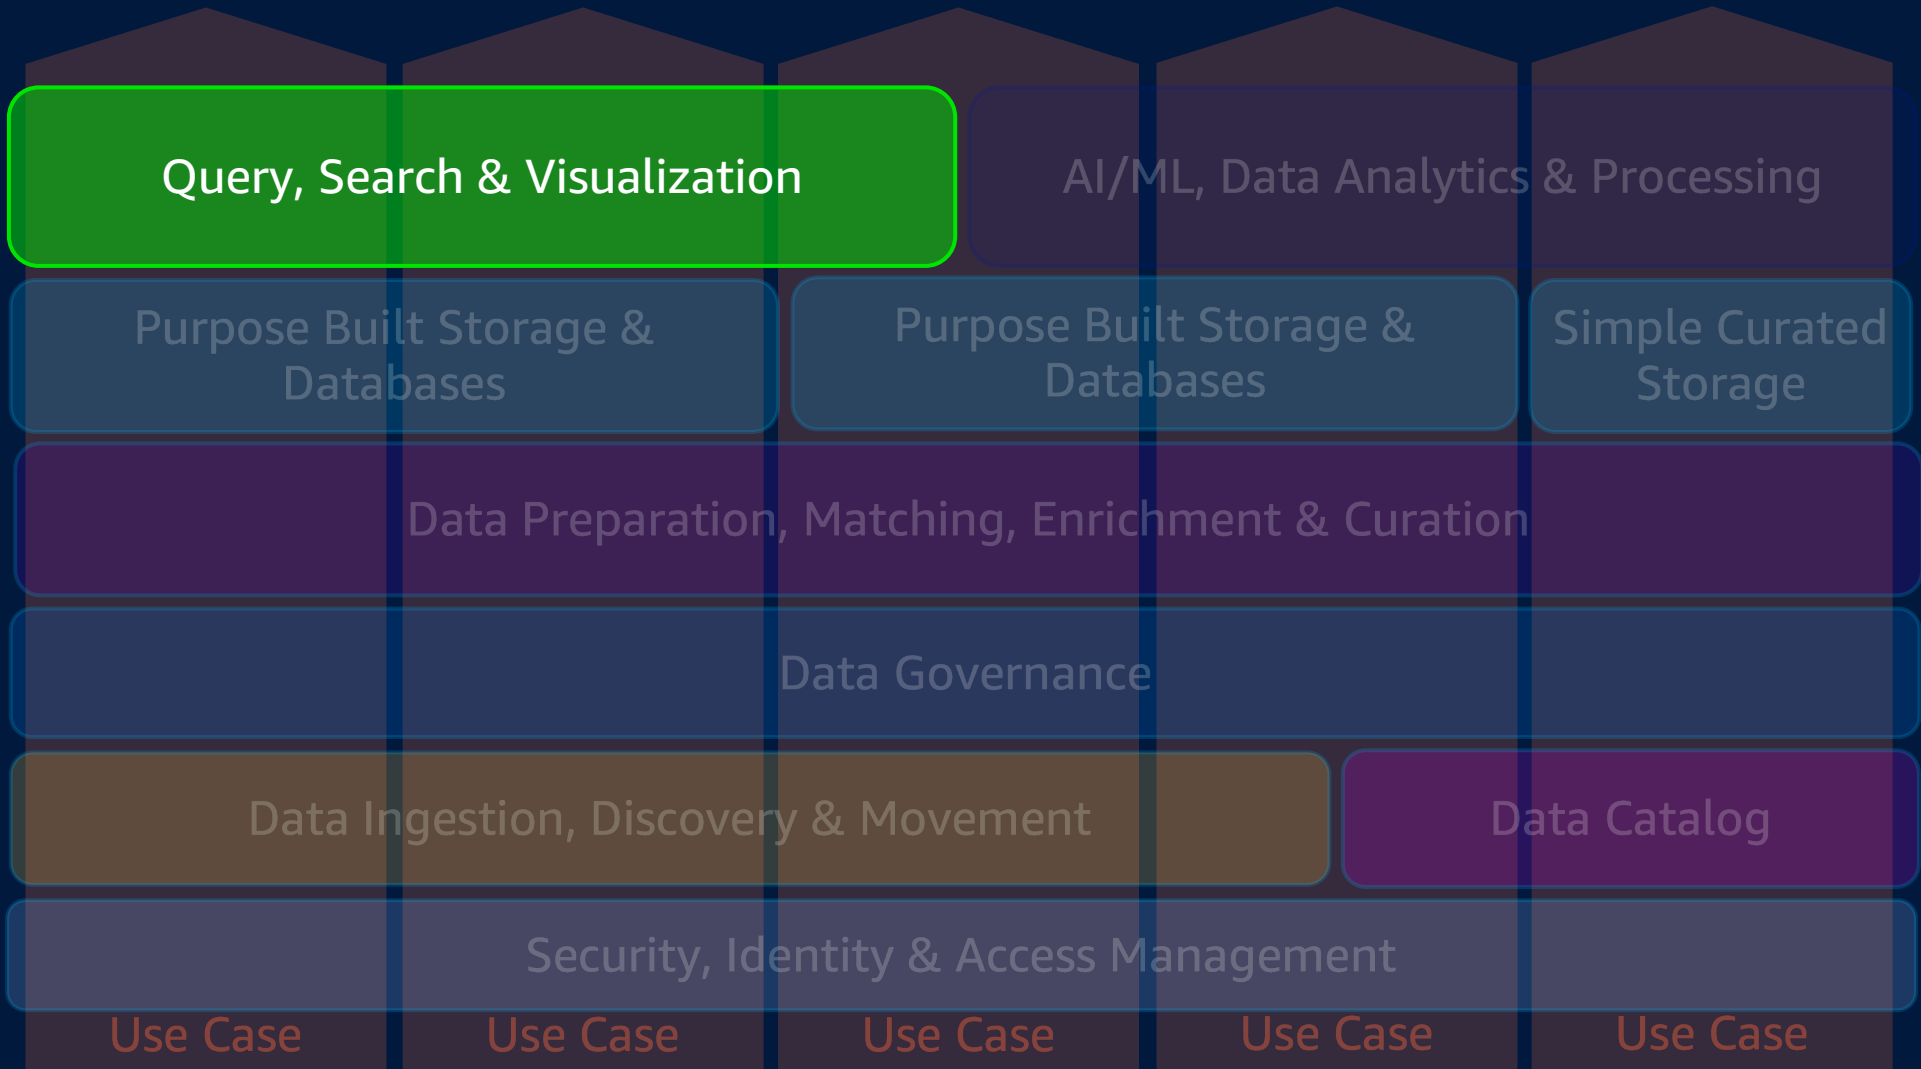 Query, Search & Visualization
AI/ML, Data Analytics & Processing
Purpose Built Storage &
Databases
Purpose Built Storage &
Databases
Simple Curated
Storage
Data Preparation, Matching, Enrichment & Curation
Data Governance
Data Ingestion, Discovery & Movement
Data Catalog
Security, Identity & Access Management
Use Case
Use Case
Use Case
Use Case
Use Case